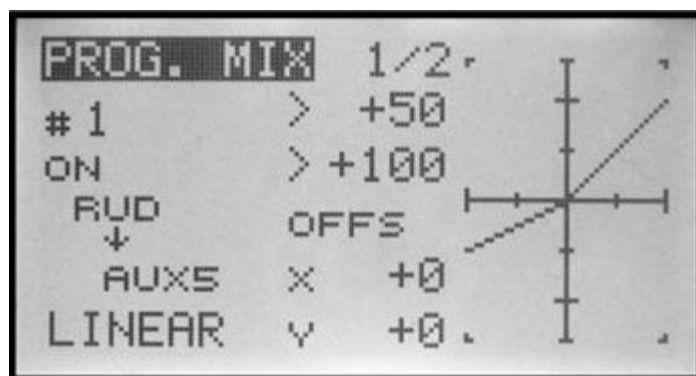 PROG. MIX 1/2
#1 > +50
ON > +100
RUD
↓ OFFS
AUX5 X +0
LINEAR Y +0